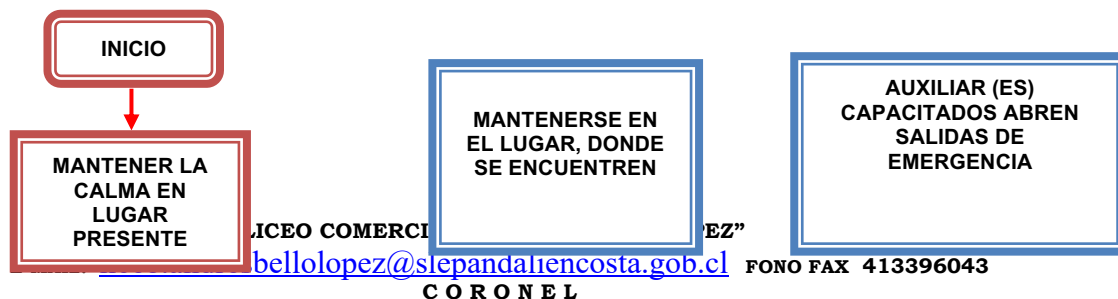 INICIO
MANTENER LA
CALMA EN
LUGAR
PRESENTE
MANTENERSE EN
EL LUGAR, DONDE
SE ENCUENTREN
AUXILIAR (ES)
CAPACITADOS ABREN
SALIDAS DE
EMERGENCIA
LICEO COMERCI PEZ”
bellolopez@slepandaliencosta.gob.cl FONO FAX 413396043
C O R O N E L